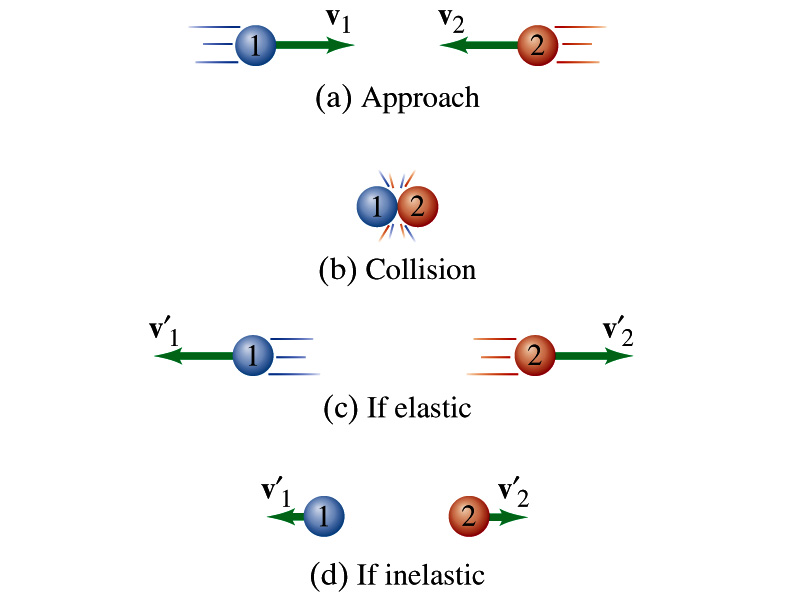 v₁ v₂
1 2
(a) Approach
1 2
(b) Collision
v′₁ v′₂
1 2
(c) If elastic
v′₁ v′₂
1 2
(d) If inelastic